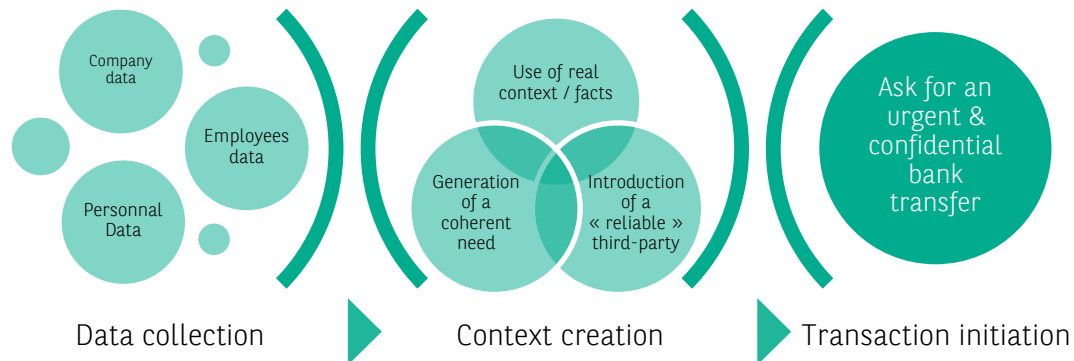 Company
data
Employees
data
Personnal
Data
Use of real
context / facts
Generation
of a
coherent
need
Introduction
of a
« reliable »
third-party
Ask for an
urgent &
confidential
bank
transfer
Data collection
Context creation
Transaction initiation